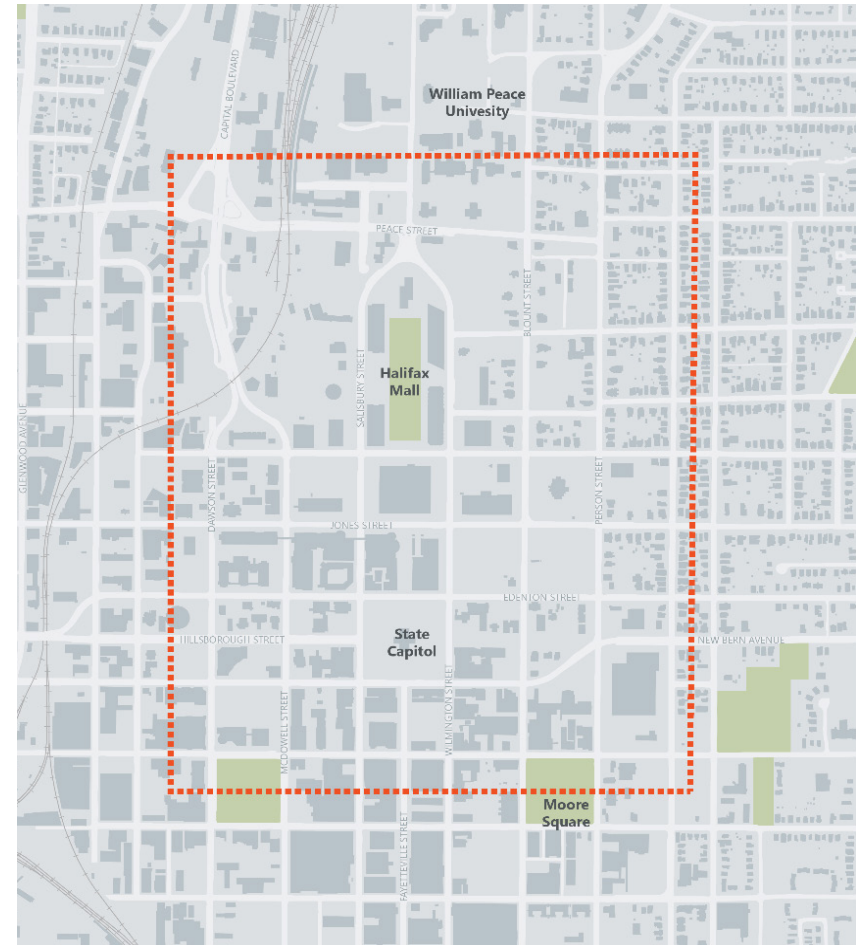 CAPITAL BOULEVARD
William Peace
Univesity
PEACE STREET
BLOUNT STREET
SALISBURY STREET
Halifax
Mall
GLENWOOD AVENUE
DAWSON STREET
PERSON STREET
JONES STREET
EDENTON STREET
State
Capitol
HILLSBOROUGH STREET
NEW BERN AVENUE
WILMINGTON STREET
MCDOWELL STREET
Moore
Square
FAYETTEVILLE STREET